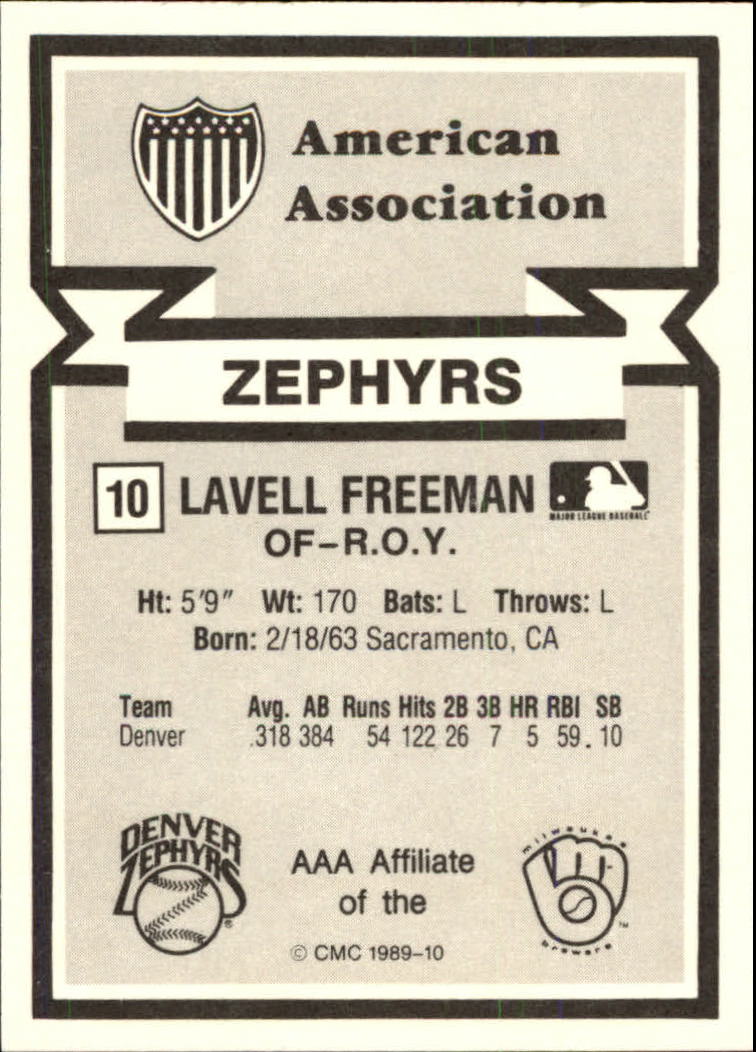 American
Association
ZEPHYRS
10 LAVELL FREEMAN
MAJOR LEAGUE BASEBALL
OF-R.O.Y.
Ht: 5'9" Wt: 170 Bats: L Throws: L
Born: 2/18/63 Sacramento, CA
Team Avg. AB Runs Hits 2B 3B HR RBI SB
Denver .318 384 54 122 26 7 5 59. 10
DENVER
ZEPHYRS
®
AAA Affiliate
of the
milwaukee
brewers
™
© CMC 1989-10